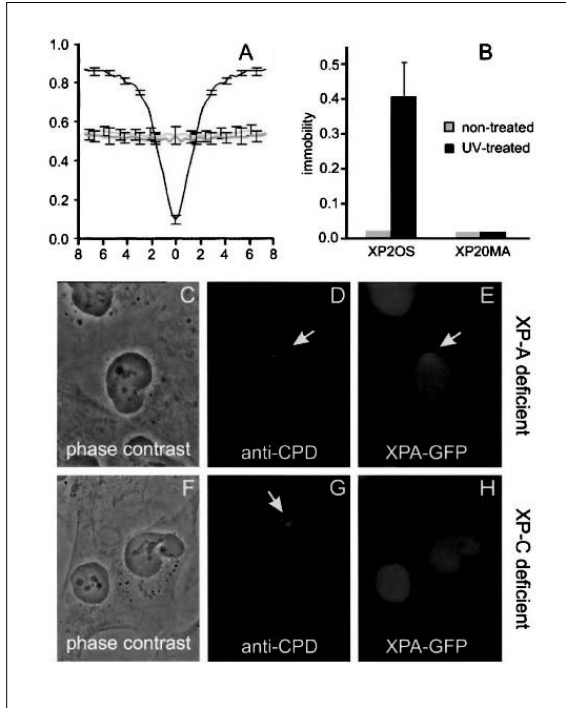 A
1.0
0.8
0.6
0.4
0.2
0.0
8 6 4 2 0 2 4 6 8
B
immobility
0.5
0.4
0.3
0.2
0.1
0.0
non-treated
UV-treated
XP2OS XP20MA
C
phase contrast
D
anti-CPD
E
XPA-GFP
XP-A deficient
F
phase contrast
G
anti-CPD
H
XPA-GFP
XP-C deficient